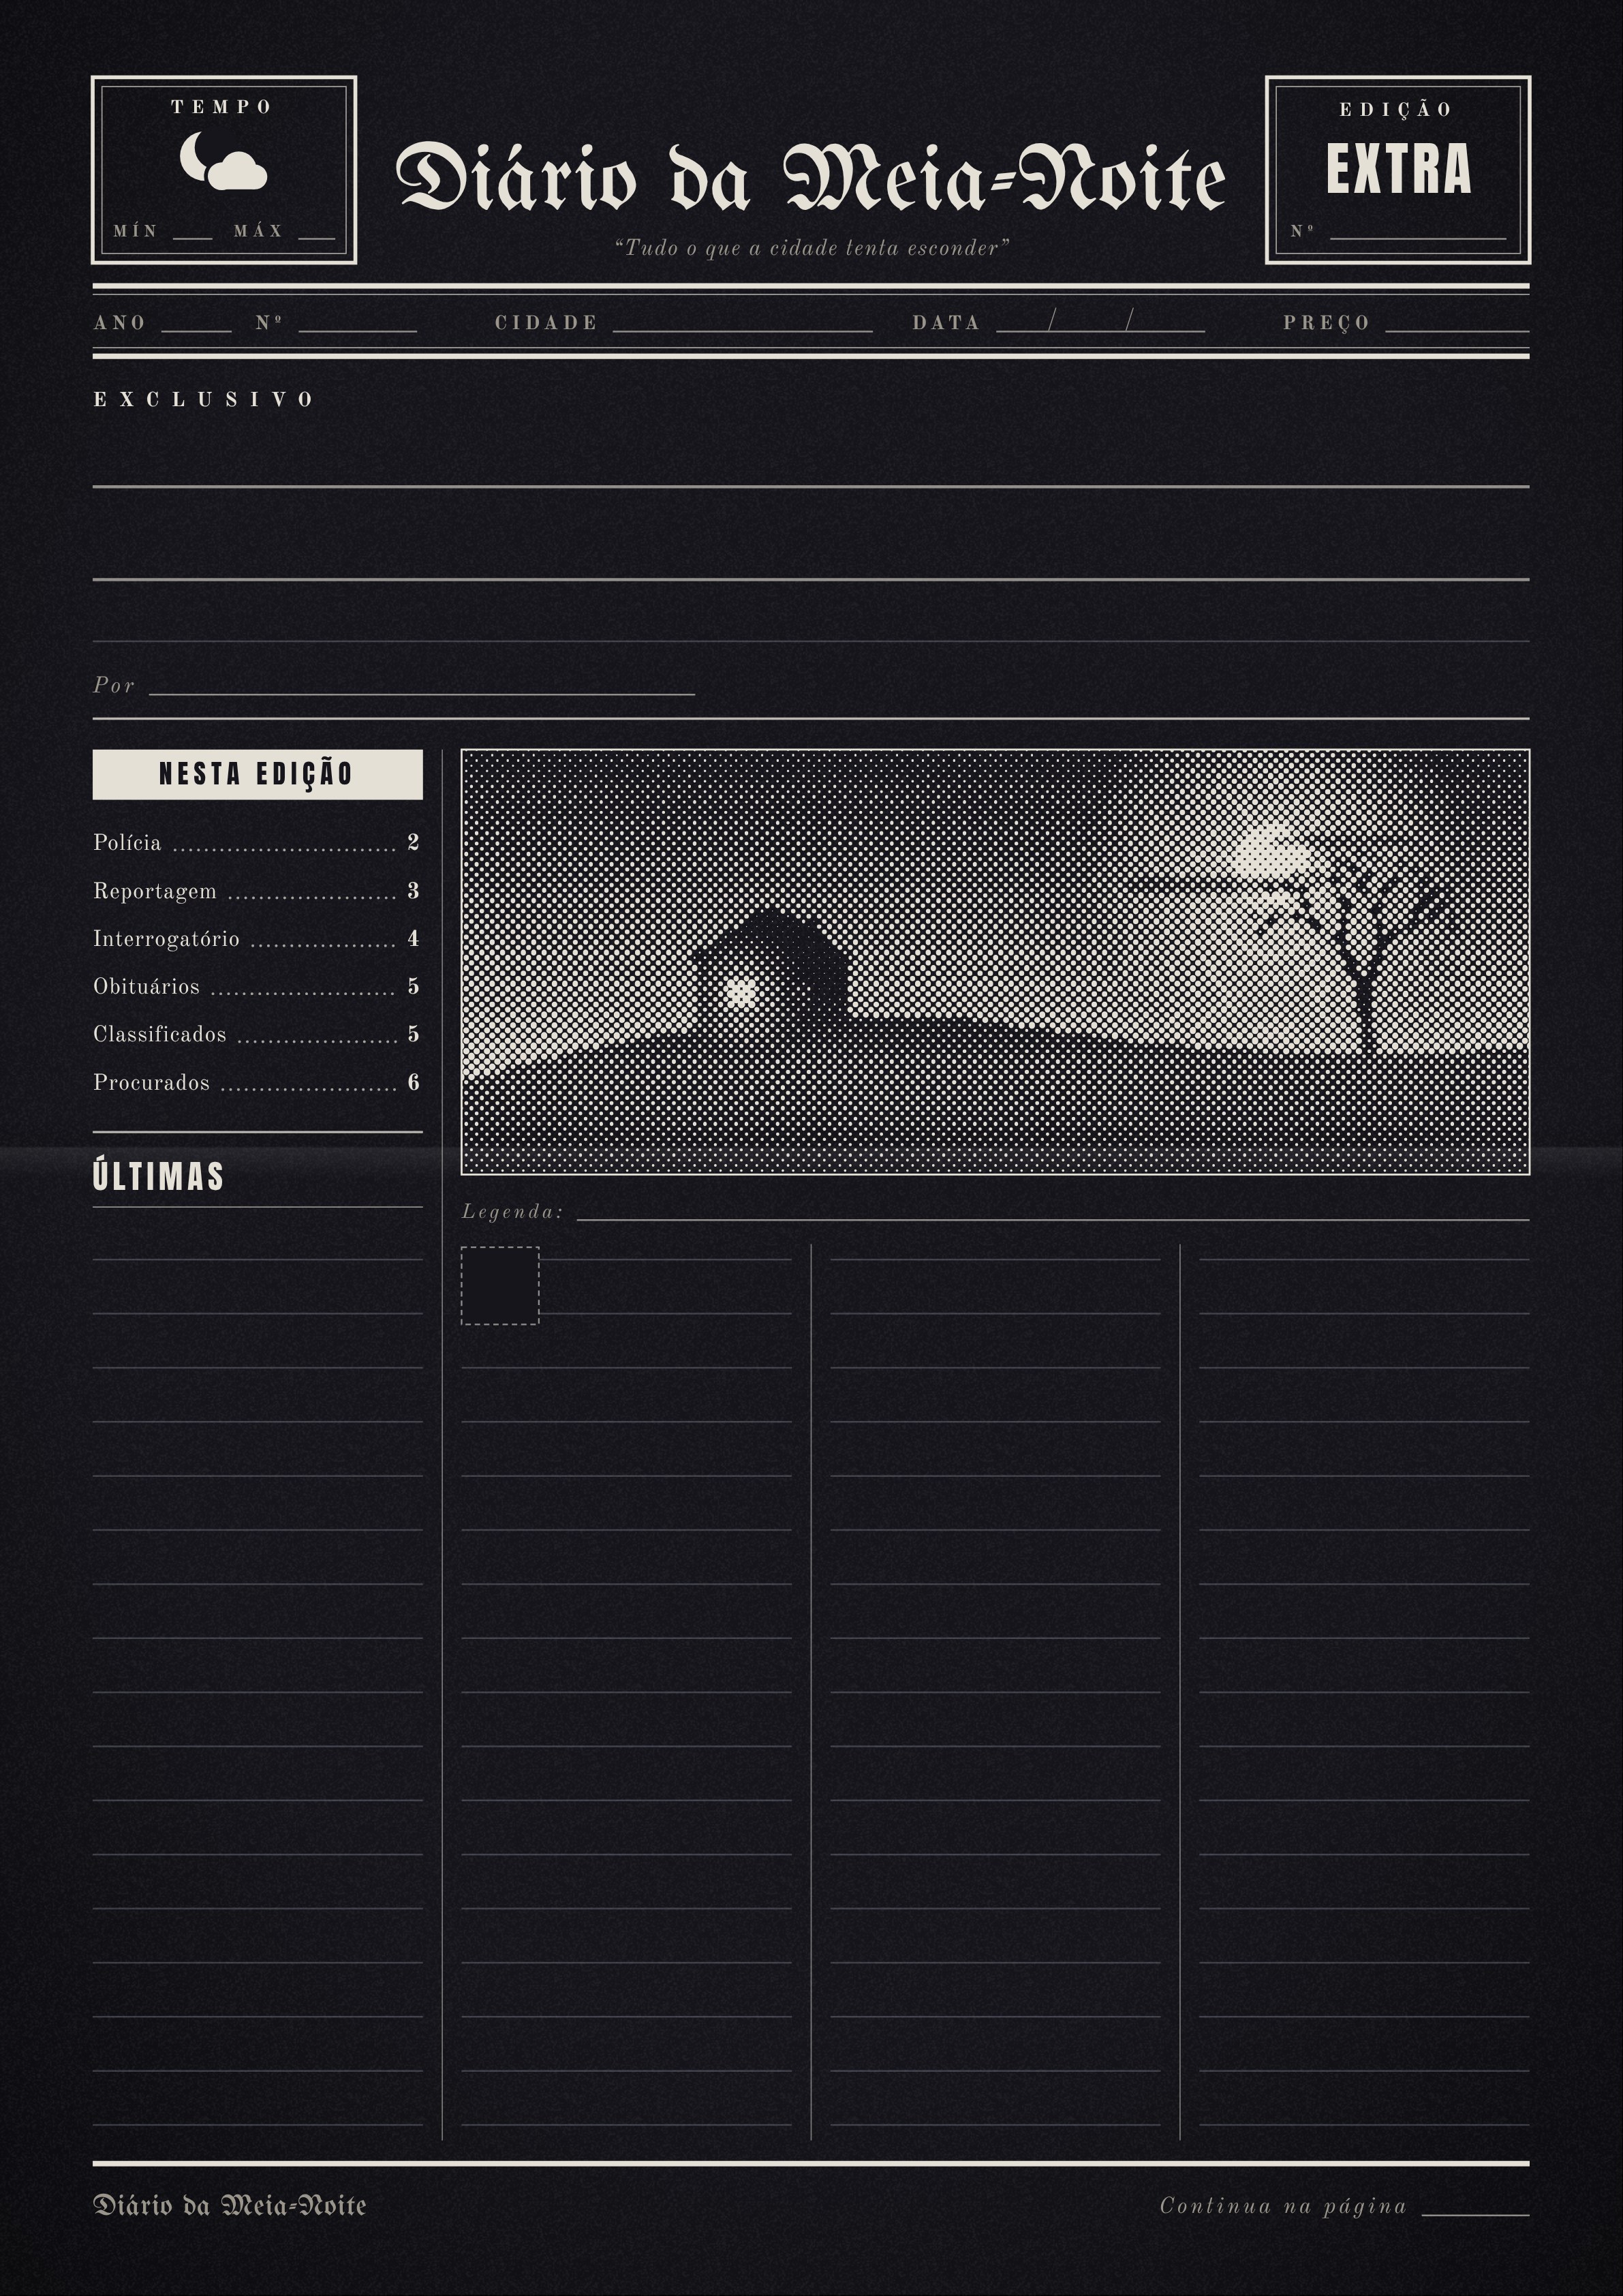 TEMPO
MÍN MÁX
Diário da Meia-Noite
“Tudo o que a cidade tenta esconder”
EDIÇÃO
EXTRA
Nº
ANO Nº CIDADE DATA / / PREÇO
EXCLUSIVO
Por
NESTA EDIÇÃO
Polícia 2
Reportagem 3
Interrogatório 4
Obituários 5
Classificados 5
Procurados 6
ÚLTIMAS
Legenda:
Diário da Meia-Noite
Continua na página